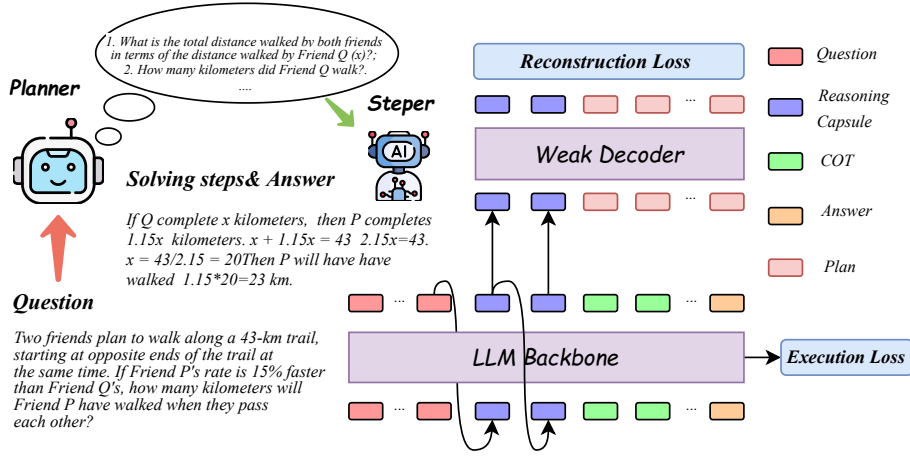 1. What is the total distance walked by both friends
in terms of the distance walked by Friend Q (x)?;
2. How many kilometers did Friend Q walk?.
....
Planner
Steper
AI
Solving steps& Answer
If Q complete x kilometers, then P completes
1.15x kilometers. x + 1.15x = 43 2.15x=43.
x = 43/2.15 = 20Then P will have have
walked 1.15*20=23 km.
Question
Two friends plan to walk along a 43-km trail,
starting at opposite ends of the trail at
the same time. If Friend P's rate is 15% faster
than Friend Q's, how many kilometers will
Friend P have walked when they pass
each other?
Reconstruction Loss
...
Weak Decoder
...
... ...
LLM Backbone
Execution Loss
... ...
Question
Reasoning
Capsule
COT
Answer
Plan